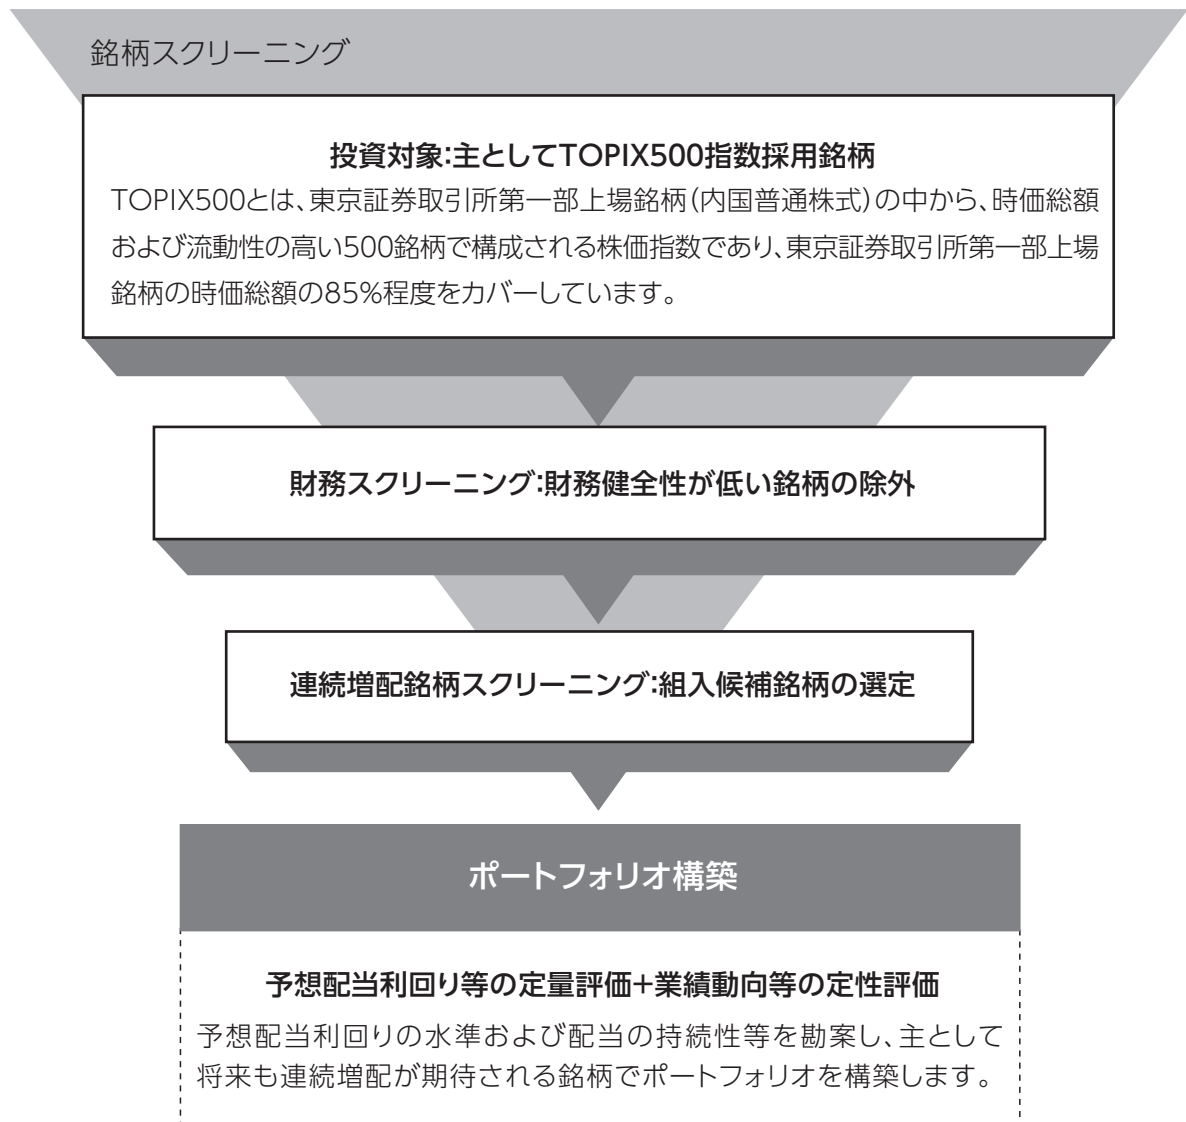 銘柄スクリーニング
投資対象:主としてTOPIX500指数採用銘柄
TOPIX500とは、東京証券取引所第一部上場銘柄(内国普通株式)の中から、時価総額
および流動性の高い500銘柄で構成される株価指数であり、東京証券取引所第一部上場
銘柄の時価総額の85%程度をカバーしています。
財務スクリーニング:財務健全性が低い銘柄の除外
連続増配銘柄スクリーニング:組入候補銘柄の選定
ポートフォリオ構築
予想配当利回り等の定量評価+業績動向等の定性評価
予想配当利回りの水準および配当の持続性等を勘案し、主として
将来も連続増配が期待される銘柄でポートフォリオを構築します。